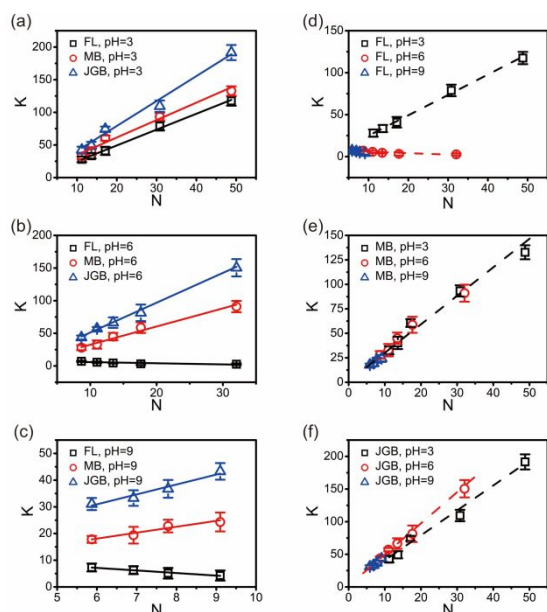 (a)
FL, pH=3
MB, pH=3
JGB, pH=3
K
200
150
100
50
0
10 20 30 40 50
N
(b)
FL, pH=6
MB, pH=6
JGB, pH=6
K
200
150
100
50
0
10 15 20 25 30
N
(c)
FL, pH=9
MB, pH=9
JGB, pH=9
K
50
40
30
20
10
0
5 6 7 8 9 10
N
(d)
FL, pH=3
FL, pH=6
FL, pH=9
K
150
100
50
0
10 20 30 40 50
N
(e)
MB, pH=3
MB, pH=6
MB, pH=9
K
150
125
100
75
50
25
0
0 10 20 30 40 50
N
(f)
JGB, pH=3
JGB, pH=6
JGB, pH=9
K
250
200
150
100
50
0
0 10 20 30 40 50
N